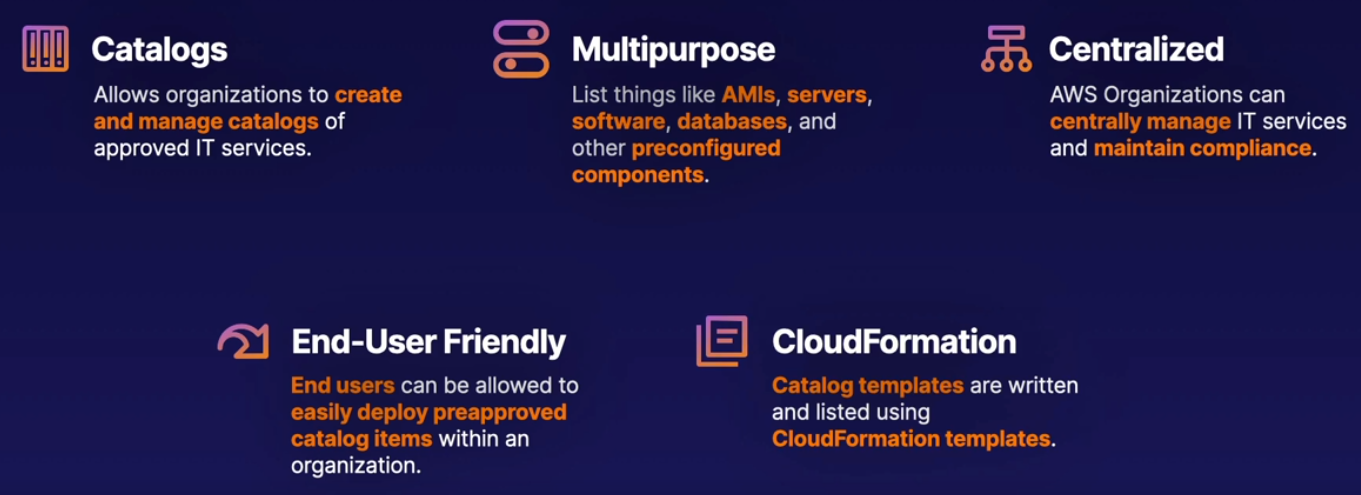 Catalogs
Allows organizations to create
and manage catalogs of
approved IT services.
Multipurpose
List things like AMIs, servers,
software, databases, and
other preconfigured
components.
Centralized
AWS Organizations can
centrally manage IT services
and maintain compliance.
End-User Friendly
End users can be allowed to
easily deploy preapproved
catalog items within an
organization.
CloudFormation
Catalog templates are written
and listed using
CloudFormation templates.